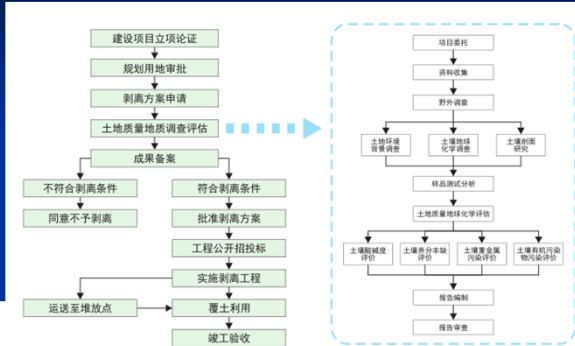 建设项目立项论证
规划用地审批
剥离方案申请
土地质量地质调查评估
成果备案
不符合剥离条件
符合剥离条件
同意不予剥离
批准剥离方案
工程公开招投标
实施剥离工程
运送至堆放点
覆土利用
竣工验收
项目委托
资料收集
野外调查
土地环境
背景调查
土壤地球
化学调查
土壤剖面
研究
样品测试分析
土地质量地球化学评估
土壤酸碱度
评价
土壤养分丰缺
评价
土壤重金属
污染评价
土壤有机污染
物污染评价
报告编制
报告审查